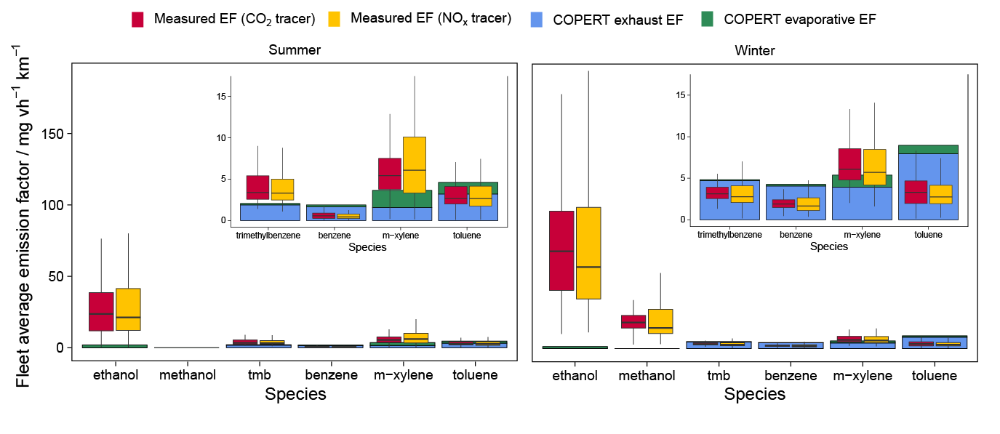 Measured EF (CO₂ tracer) Measured EF (NOₓ tracer) COPERT exhaust EF COPERT evaporative EF
Summer
Winter
Fleet average emission factor / mg vh⁻¹ km⁻¹
150
100
50
0
15
10
5
0
trimethylbenzene benzene m−xylene toluene
Species
ethanol methanol tmb benzene m−xylene toluene
Species
15
10
5
0
trimethylbenzene benzene m−xylene toluene
Species
ethanol methanol tmb benzene m−xylene toluene
Species